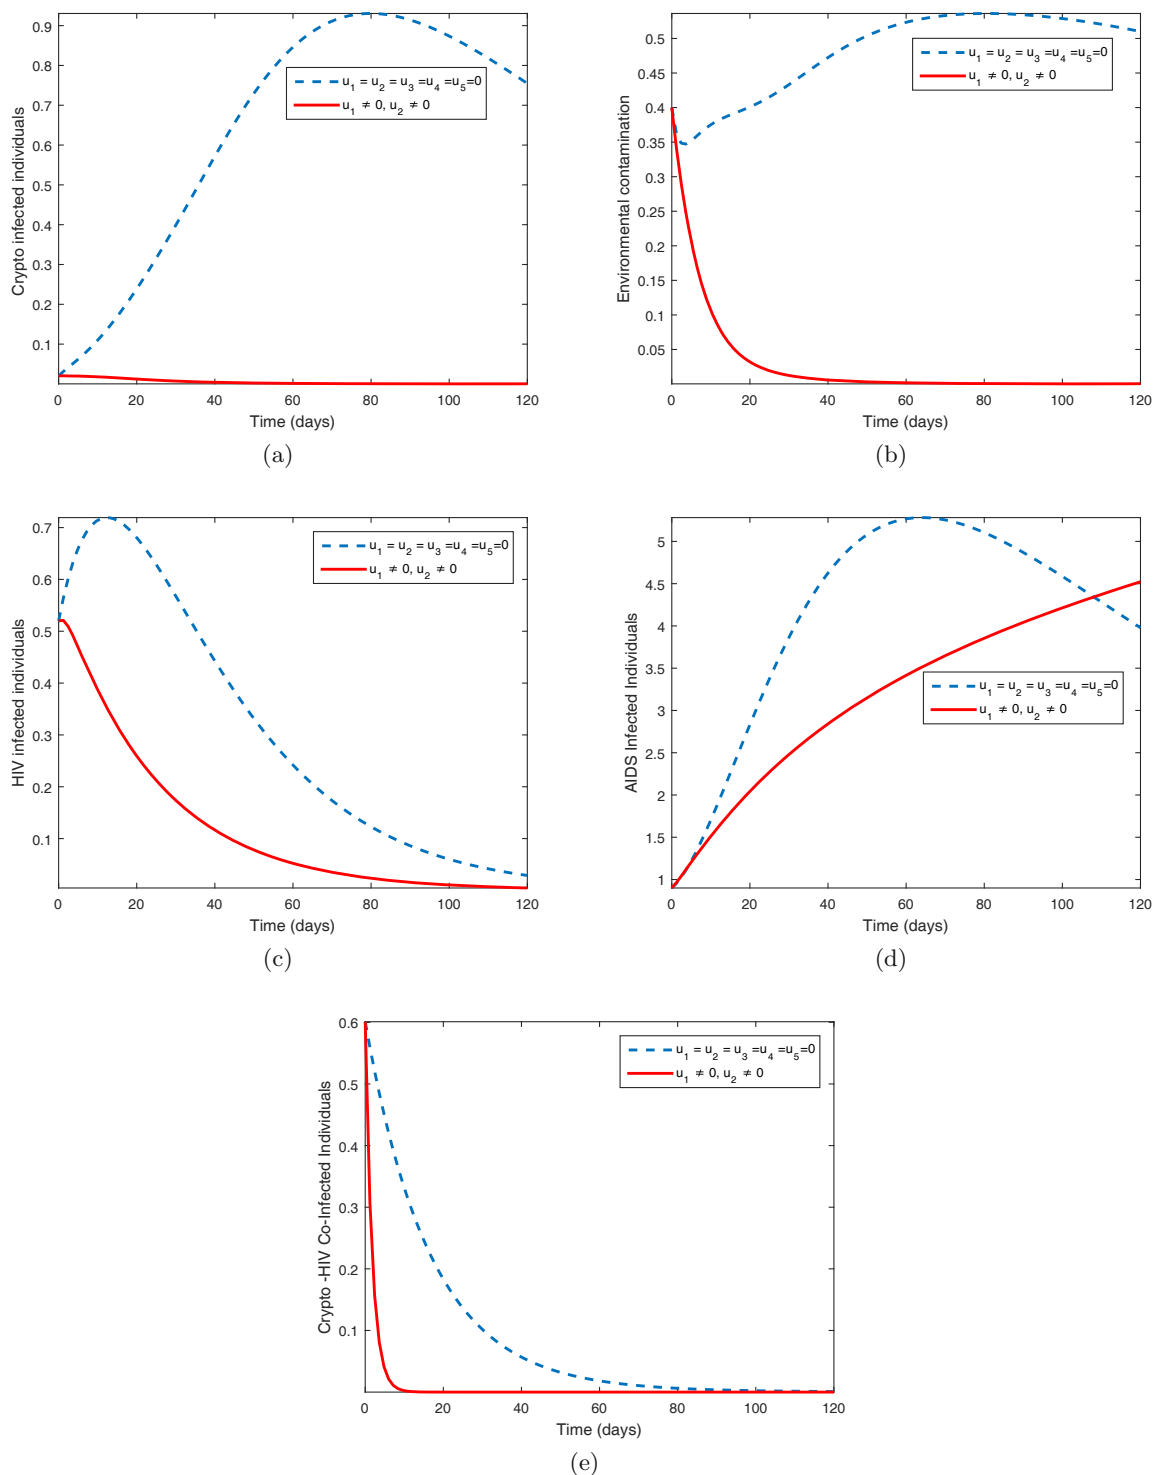 0.9
0.8
0.7
0.6
0.5
0.4
0.3
0.2
0.1
0 20 40 60 80 100 120
Crypto infected individuals
Time (days)
u1 = u2 = u3 =u4 =u5=0
u1 ≠ 0, u2 ≠ 0
(a)
0.5
0.45
0.4
0.35
0.3
0.25
0.2
0.15
0.1
0.05
0 20 40 60 80 100 120
Environmental contamination
Time (days)
u1 = u2 = u3 =u4 =u5=0
u1 ≠ 0, u2 ≠ 0
(b)
0.7
0.6
0.5
0.4
0.3
0.2
0.1
0 20 40 60 80 100 120
HIV infected individuals
Time (days)
u1 = u2 = u3 =u4 =u5=0
u1 ≠ 0, u2 ≠ 0
(c)
5
4.5
4
3.5
3
2.5
2
1.5
1
0 20 40 60 80 100 120
AIDS Infected Individuals
Time (days)
u1 = u2 = u3 =u4 =u5=0
u1 ≠ 0, u2 ≠ 0
(d)
0.6
0.5
0.4
0.3
0.2
0.1
0 20 40 60 80 100 120
Crypto -HIV Co-Infected Individuals
Time (days)
u1 = u2 = u3 =u4 =u5=0
u1 ≠ 0, u2 ≠ 0
(e)